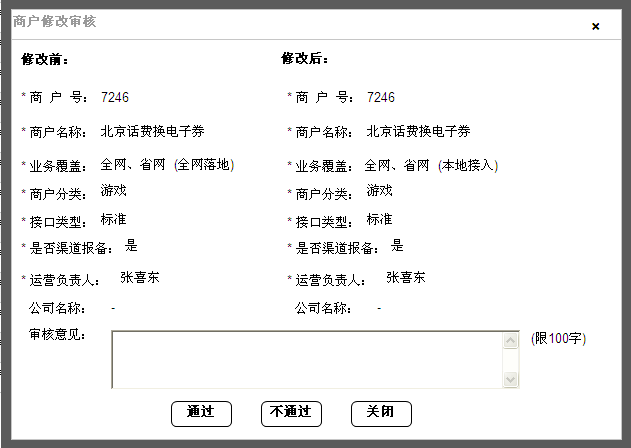 商户修改审核 ×
修改前： 修改后：
* 商 户 号： 7246 * 商 户 号： 7246
* 商户名称： 北京话费换电子券 * 商户名称： 北京话费换电子券
* 业务覆盖： 全网、省网 (全网落地) * 业务覆盖： 全网、省网 (本地接入)
* 商户分类： 游戏 * 商户分类： 游戏
* 接口类型： 标准 * 接口类型： 标准
* 是否渠道报备： 是 * 是否渠道报备： 是
* 运营负责人： 张喜东 * 运营负责人： 张喜东
公司名称： - 公司名称： -
审核意见： (限100字)
通过 不通过 关闭